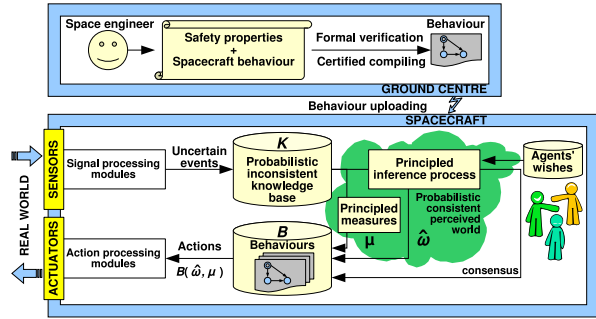 Space engineer
Safety properties
+
Spacecraft behaviour
Formal verification
Certified compiling
Behaviour
GROUND CENTRE
Behaviour uploading
SPACECRAFT
REAL WORLD
SENSORS
ACTUATORS
Signal processing
modules
Uncertain
events
K
Probabilistic
inconsistent
knowledge
base
Principled
inference process
Agents'
wishes
Principled
measures
Probabilistic
consistent
perceived
world
μ
ω̂
Action processing
modules
Actions
B(ω̂, μ)
B
Behaviours
consensus